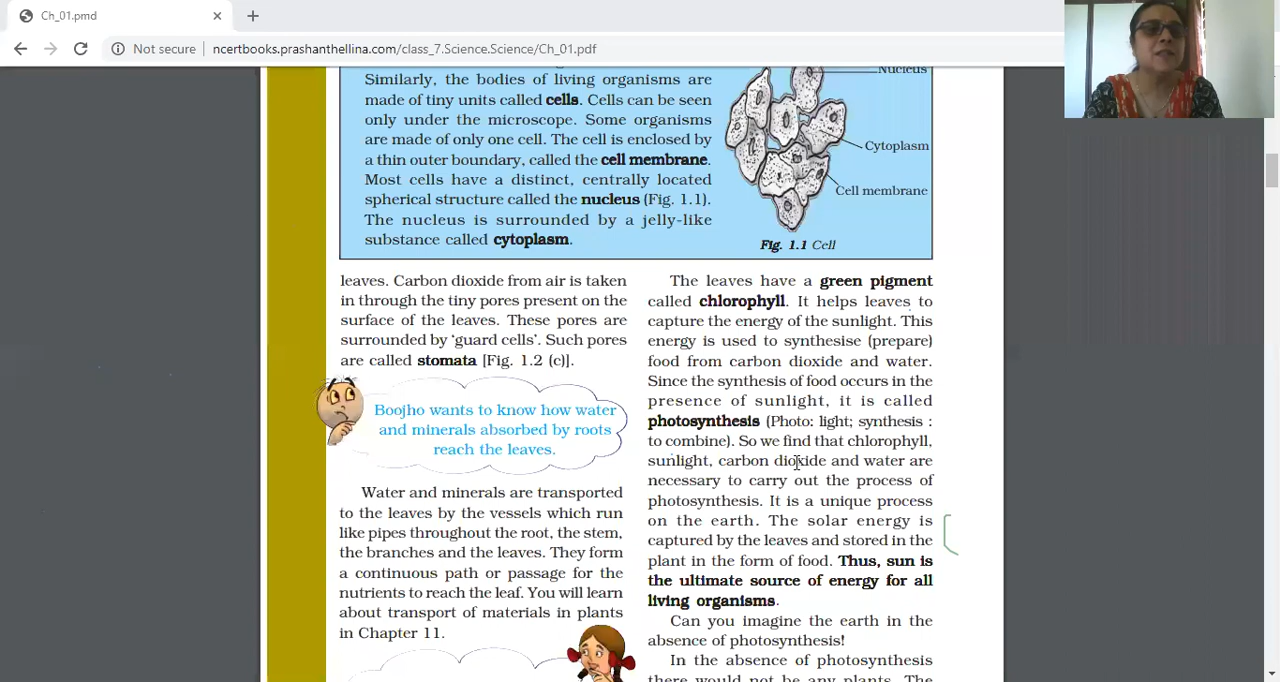 Ch_01.pmd
Not secure
ncertbooks.prashanthellina.com/class_7.Science.Science/Ch_01.pdf
Similarly, the bodies of living organisms are
made of tiny units called cells. Cells can be seen
only under the microscope. Some organisms
are made of only one cell. The cell is enclosed by
a thin outer boundary, called the cell membrane.
Most cells have a distinct, centrally located
spherical structure called the nucleus (Fig. 1.1).
The nucleus is surrounded by a jelly-like
substance called cytoplasm.
Nucleus
Cytoplasm
Cell membrane
Fig. 1.1 Cell
leaves. Carbon dioxide from air is taken
in through the tiny pores present on the
surface of the leaves. These pores are
surrounded by ‘guard cells’. Such pores
are called stomata [Fig. 1.2 (c)].
Boojho wants to know how water
and minerals absorbed by roots
reach the leaves.
Water and minerals are transported
to the leaves by the vessels which run
like pipes throughout the root, the stem,
the branches and the leaves. They form
a continuous path or passage for the
nutrients to reach the leaf. You will learn
about transport of materials in plants
in Chapter 11.
The leaves have a green pigment
called chlorophyll. It helps leaves to
capture the energy of the sunlight. This
energy is used to synthesise (prepare)
food from carbon dioxide and water.
Since the synthesis of food occurs in the
presence of sunlight, it is called
photosynthesis (Photo: light; synthesis :
to combine). So we find that chlorophyll,
sunlight, carbon dioxide and water are
necessary to carry out the process of
photosynthesis. It is a unique process
on the earth. The solar energy is
captured by the leaves and stored in the
plant in the form of food. Thus, sun is
the ultimate source of energy for all
living organisms.
Can you imagine the earth in the
absence of photosynthesis!
In the absence of photosynthesis
there would not be any plants. The